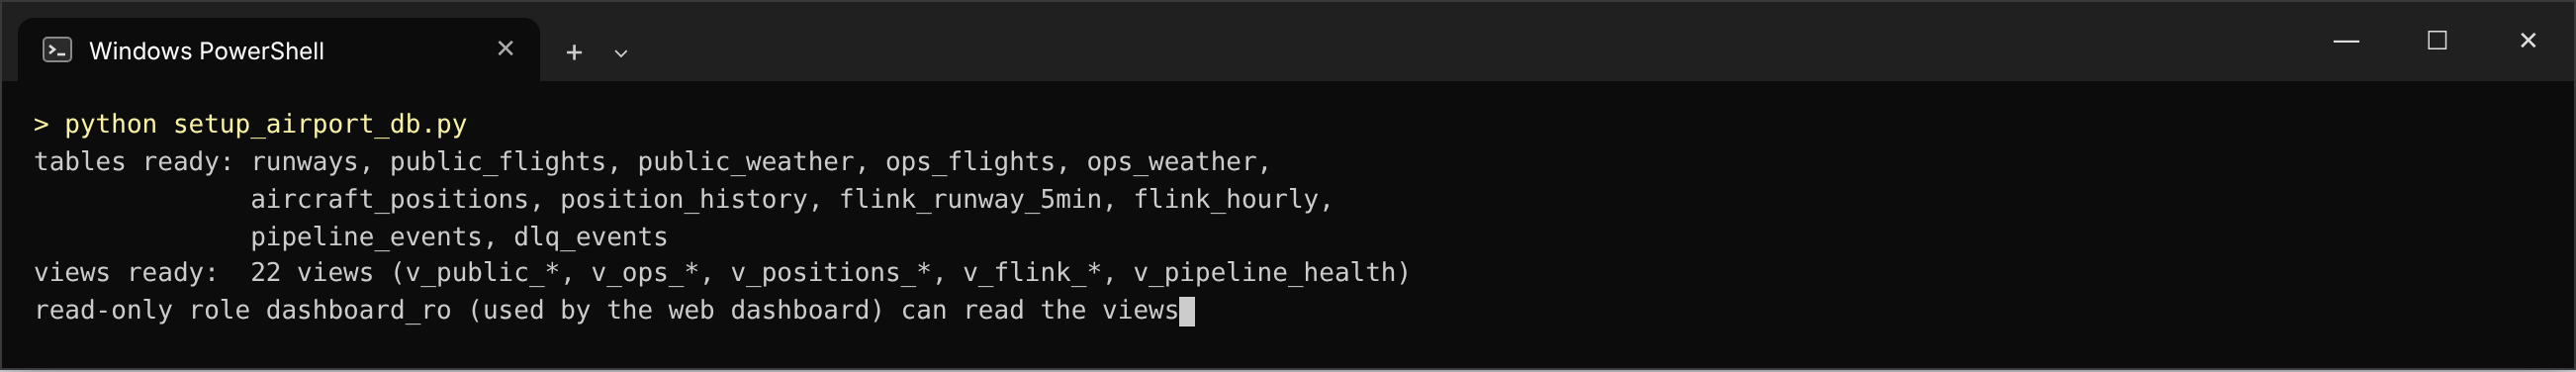 Windows PowerShell
> python setup_airport_db.py
tables ready: runways, public_flights, public_weather, ops_flights, ops_weather,
aircraft_positions, position_history, flink_runway_5min, flink_hourly,
pipeline_events, dlq_events
views ready:  22 views (v_public_*, v_ops_*, v_positions_*, v_flink_*, v_pipeline_health)
read-only role dashboard_ro (used by the web dashboard) can read the views